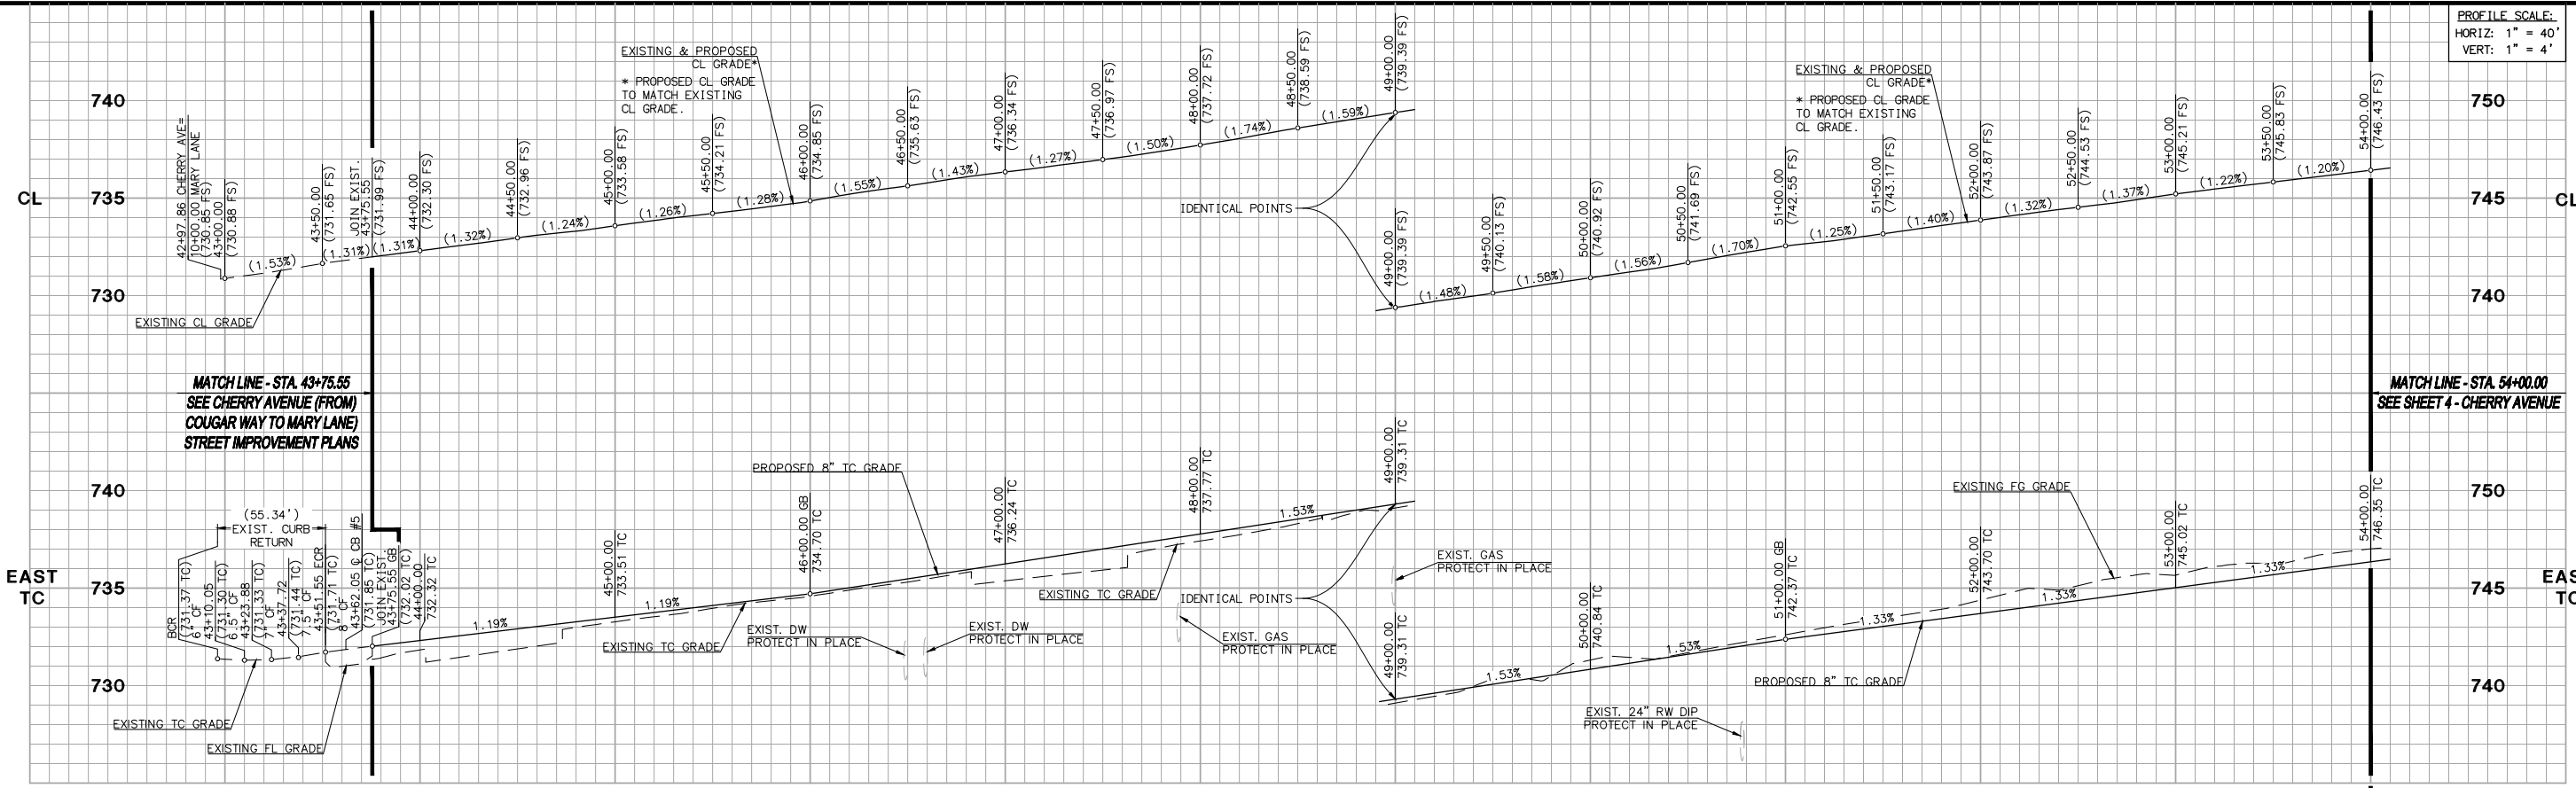 PROFILE SCALE:
HORIZ: 1" = 40'
VERT: 1" = 4'
CL
740
735
730
42+97.86 CHERRY AVE=
10+00.00 MARY LANE
(730.85 FS)
43+00.00
(730.88 FS)
(1.53%)
EXISTING CL GRADE
43+50.00
(731.65 FS)
(1.31%)
JOIN EXIST.
43+75.55
(731.99 FS)
(1.31%)
44+00.00
(732.30 FS)
(1.32%)
44+50.00
(732.96 FS)
(1.24%)
45+00.00
(733.58 FS)
(1.26%)
45+50.00
(734.21 FS)
(1.28%)
EXISTING & PROPOSED
CL GRADE*
* PROPOSED CL GRADE
TO MATCH EXISTING
CL GRADE.
46+00.00
(734.85 FS)
(1.55%)
46+50.00
(735.63 FS)
(1.43%)
47+00.00
(736.34 FS)
(1.27%)
47+50.00
(736.97 FS)
(1.50%)
48+00.00
(737.72 FS)
(1.74%)
48+50.00
(738.59 FS)
(1.59%)
49+00.00
(739.39 FS)
IDENTICAL POINTS
49+00.00
(739.39 FS)
(1.48%)
49+50.00
(740.13 FS)
(1.58%)
50+00.00
(740.92 FS)
(1.56%)
50+50.00
(741.69 FS)
(1.70%)
51+00.00
(742.55 FS)
(1.25%)
51+50.00
(743.17 FS)
(1.40%)
EXISTING & PROPOSED
CL GRADE*
* PROPOSED CL GRADE
TO MATCH EXISTING
CL GRADE.
52+00.00
(743.87 FS)
(1.32%)
52+50.00
(744.53 FS)
(1.37%)
53+00.00
(745.21 FS)
(1.22%)
53+50.00
(745.83 FS)
(1.20%)
54+00.00
(746.43 FS)
750
745
740
CL
MATCH LINE - STA. 43+75.55
SEE CHERRY AVENUE (FROM)
COUGAR WAY TO MARY LANE)
STREET IMPROVEMENT PLANS
MATCH LINE - STA. 54+00.00
SEE SHEET 4 - CHERRY AVENUE
EAST
TC
740
735
730
(55.34')
EXIST. CURB
RETURN
BCR
(731.37 TC)
6" CF
43+10.05
(731.30 TC)
6.5" CF
43+23.88
(731.33 TC)
7" CF
43+37.72
(731.44 TC)
7.5" CF
43+51.55 ECR
(731.71 TC)
8" CF
43+62.05 @ CB #5
(731.85 TC)
JOIN EXIST.
43+75.55 GB
(732.02 TC)
44+00.00
732.32 TC
EXISTING TC GRADE
EXISTING FL GRADE
1.19%
45+00.00
733.51 TC
1.19%
EXISTING TC GRADE
46+00.00 GB
734.70 TC
PROPOSED 8" TC GRADE
EXIST. DW
PROTECT IN PLACE
EXIST. DW
PROTECT IN PLACE
47+00.00
736.24 TC
EXISTING TC GRADE
48+00.00
737.77 TC
EXIST. GAS
PROTECT IN PLACE
1.53%
49+00.00
739.31 TC
IDENTICAL POINTS
49+00.00
739.31 TC
EXIST. GAS
PROTECT IN PLACE
1.53%
50+00.00
740.84 TC
EXIST. 24" RW DIP
PROTECT IN PLACE
1.53%
51+00.00 GB
742.37 TC
1.33%
PROPOSED 8" TC GRADE
EXISTING FG GRADE
52+00.00
743.70 TC
1.33%
53+00.00
745.02 TC
1.33%
54+00.00
746.35 TC
750
745
740